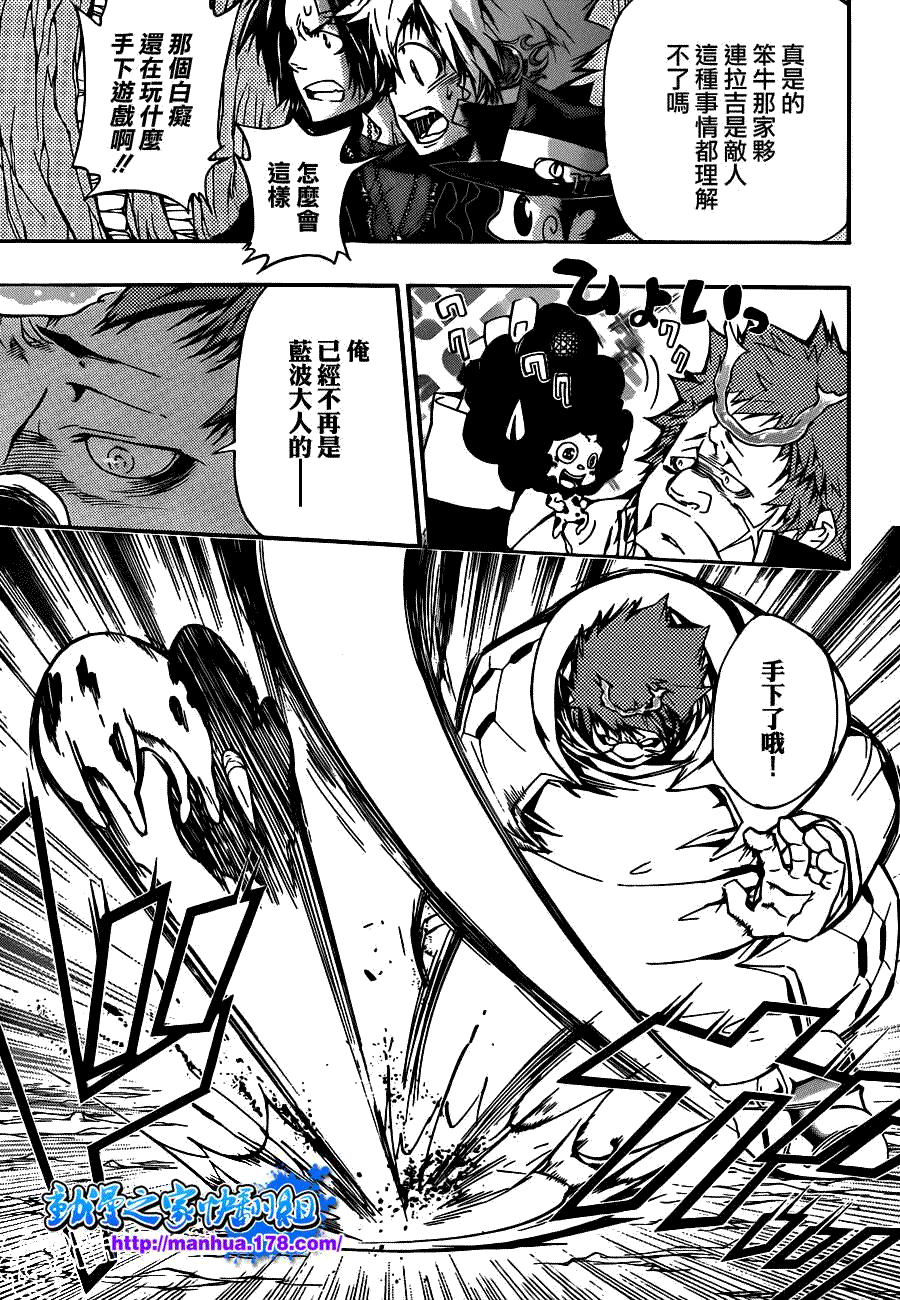 真是的
笨牛那家夥
連拉吉是敵人
這種事情都理解
不了嗎
怎麼會
這樣
那個白癡
還在玩什麼
手下遊戲啊!!
ひょいっ
俺
已經不再是
藍波大人的——
手下了哦!
動漫之家快翻組
http://manhua.178.com/